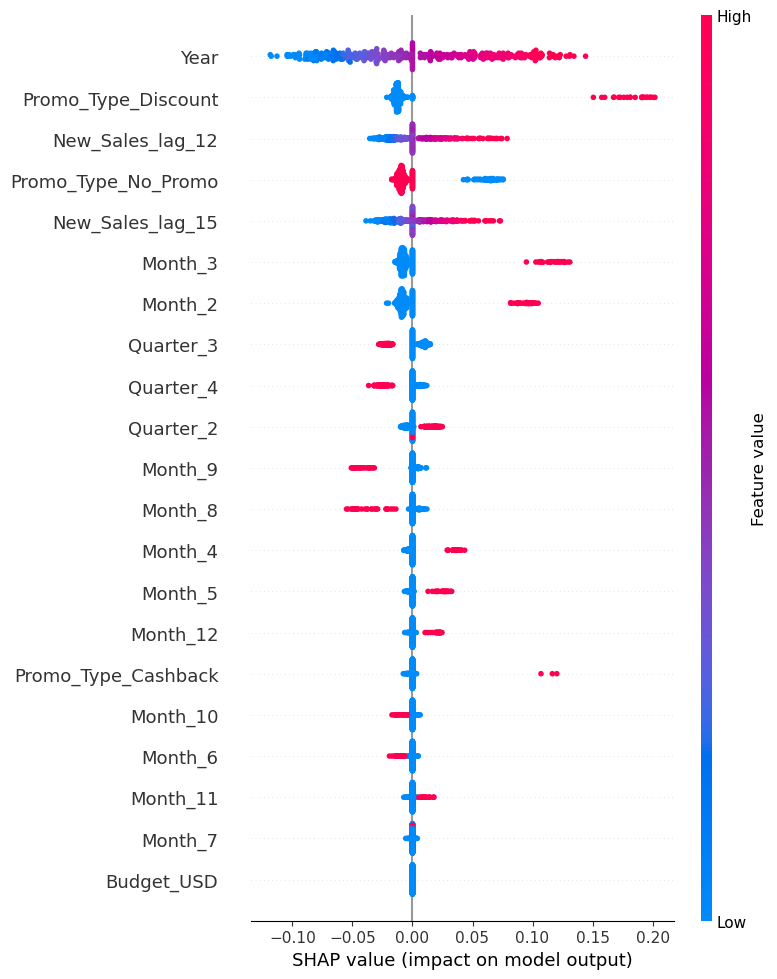 High
Year
Promo_Type_Discount
New_Sales_lag_12
Promo_Type_No_Promo
New_Sales_lag_15
Month_3
Month_2
Quarter_3
Quarter_4
Quarter_2
Month_9
Month_8
Month_4
Month_5
Month_12
Promo_Type_Cashback
Month_10
Month_6
Month_11
Month_7
Budget_USD
Feature value
Low
−0.10 −0.05 0.00 0.05 0.10 0.15 0.20
SHAP value (impact on model output)